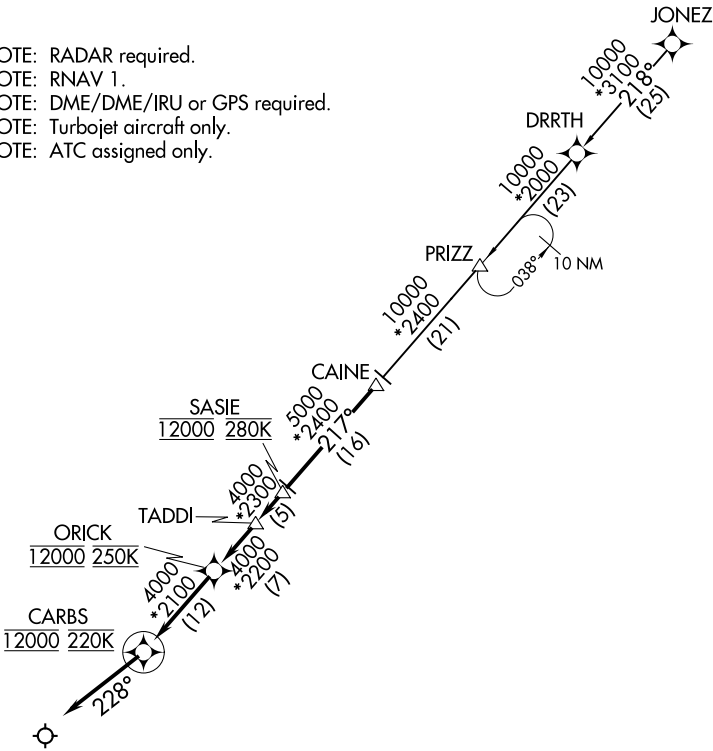 JONEZ
OTE: RADAR required.
OTE: RNAV 1.
OTE: DME/DME/IRU or GPS required.
OTE: Turbojet aircraft only.
OTE: ATC assigned only.
10000
*3100
218°
(25)
DRRTH
10000
*2000
(23)
PRIZZ
038°
10 NM
10000
*2400
(21)
CAINE
5000
*2400
217°
(16)
SASIE
12000 280K
4000
*2300
(5)
TADDI
4000
*2200
(7)
ORICK
12000 250K
4000
*2100
(12)
CARBS
12000 220K
228°